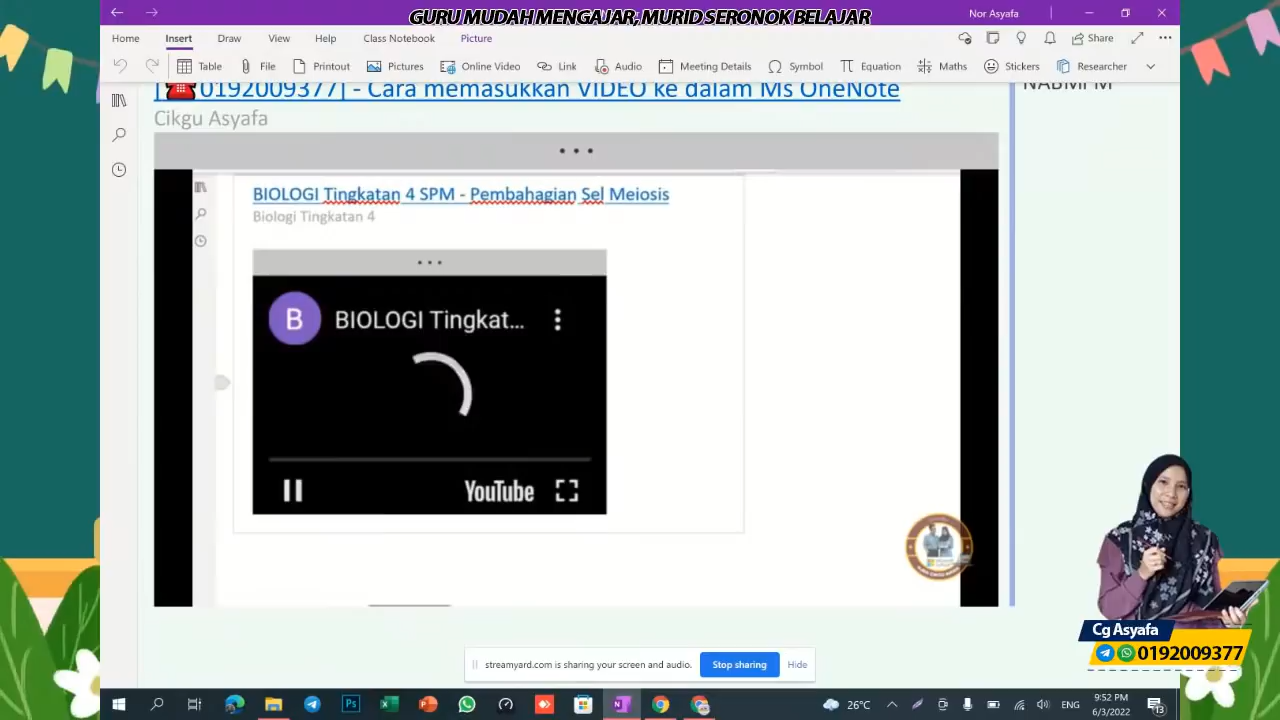 GURU MUDAH MENGAJAR, MURID SERONOK BELAJAR
Nor Asyafa
Home Insert Draw View Help Class Notebook Picture
Share
Table File Printout Pictures Online Video Link Audio Meeting Details Symbol Equation Maths Stickers Researcher
[☎0192009377] - Cara memasukkan VIDEO ke dalam Ms OneNote
Cikgu Asyafa
BIOLOGI Tingkatan 4 SPM - Pembahagian Sel Meiosis
Biologi Tingkatan 4
B
BIOLOGI Tingkat...
YouTube
Cg Asyafa
0192009377
streamyard.com is sharing your screen and audio.
Stop sharing
Hide
26°C
ENG
9:52 PM
6/3/2022
13